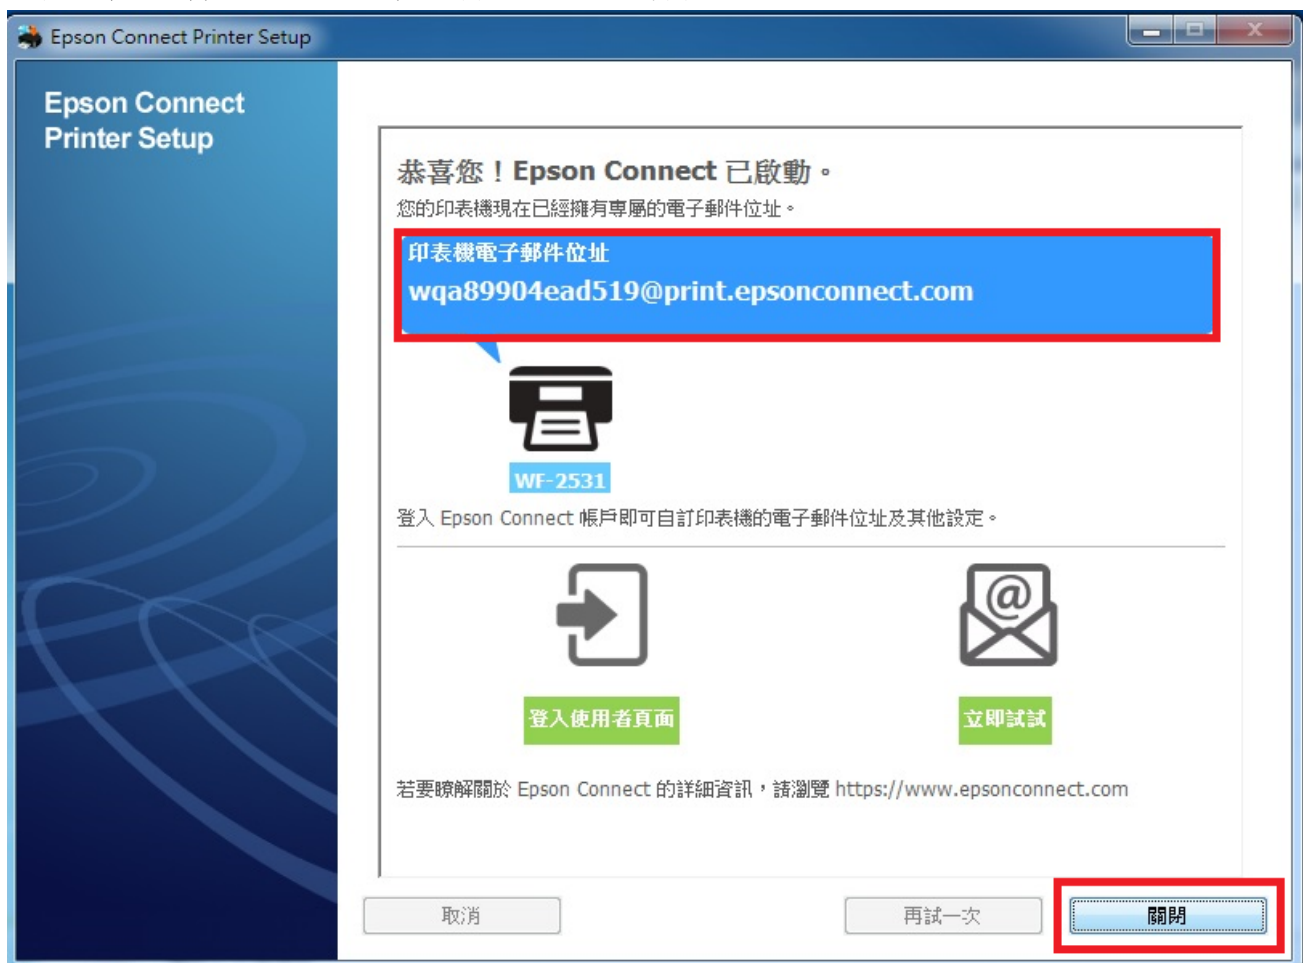 Epson Connect Printer Setup
Epson Connect
Printer Setup
恭喜您！Epson Connect 已啟動。
您的印表機現在已經擁有專屬的電子郵件位址。
印表機電子郵件位址
wqa89904ead519@print.epsonconnect.com
WF-2531
登入 Epson Connect 帳戶即可自訂印表機的電子郵件位址及其他設定。
@
登入使用者頁面
立即試試
若要瞭解關於 Epson Connect 的詳細資訊，請瀏覽 https://www.epsonconnect.com
取消
再試一次
關閉